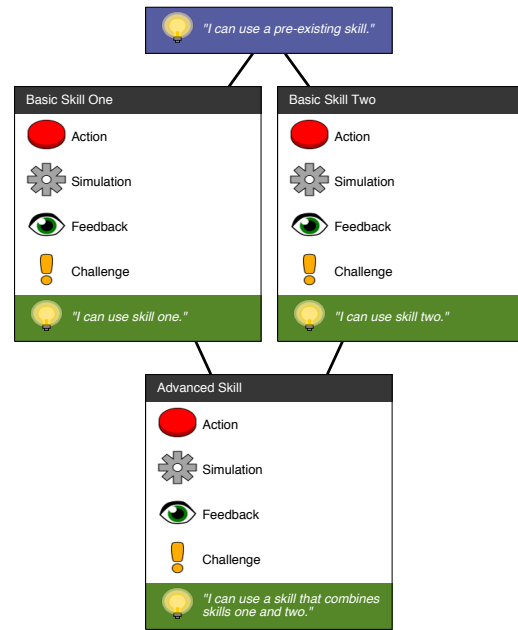 "I can use a pre-existing skill."
Basic Skill One
Action
Simulation
Feedback
Challenge
"I can use skill one."
Basic Skill Two
Action
Simulation
Feedback
Challenge
"I can use skill two."
Advanced Skill
Action
Simulation
Feedback
Challenge
"I can use a skill that combines
skills one and two."